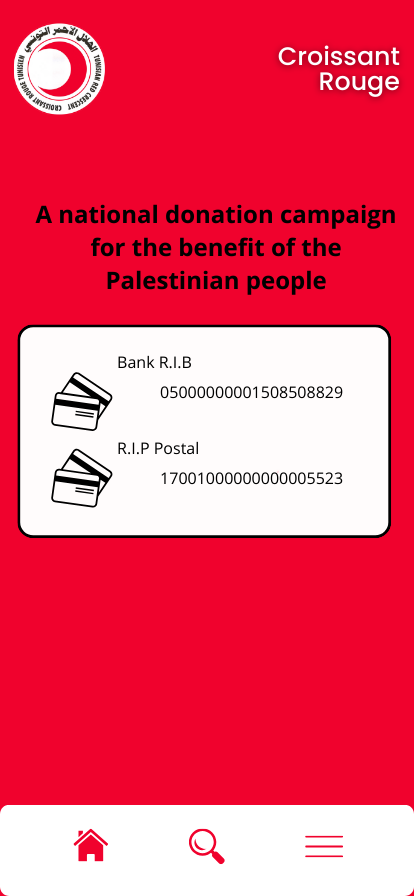 الهلال الأحمر التونسي
TUNISIAN RED CRESCENT
CROISSANT ROUGE TUNISIEN
Croissant
Rouge
A national donation campaign
for the benefit of the
Palestinian people
Bank R.I.B
05000000001508508829
R.I.P Postal
17001000000000005523